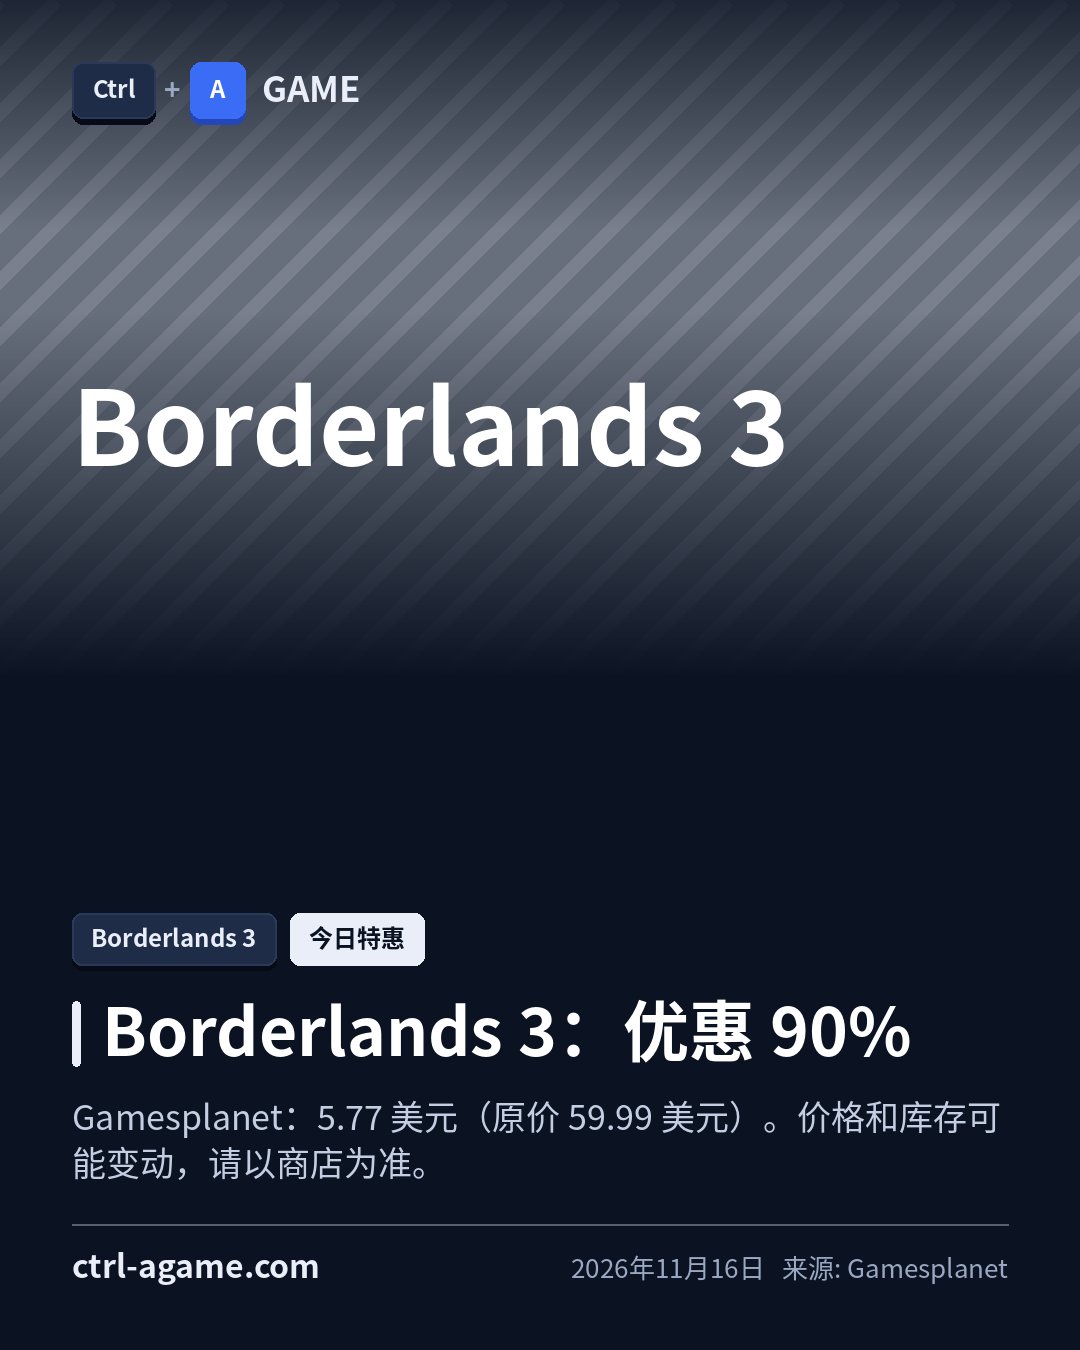 Ctrl + A GAME
Borderlands 3
Borderlands 3 今日特惠
Borderlands 3：优惠 90%
Gamesplanet：5.77 美元（原价 59.99 美元）。价格和库存可
能变动，请以商店为准。
ctrl-agame.com 2026年11月16日 来源: Gamesplanet